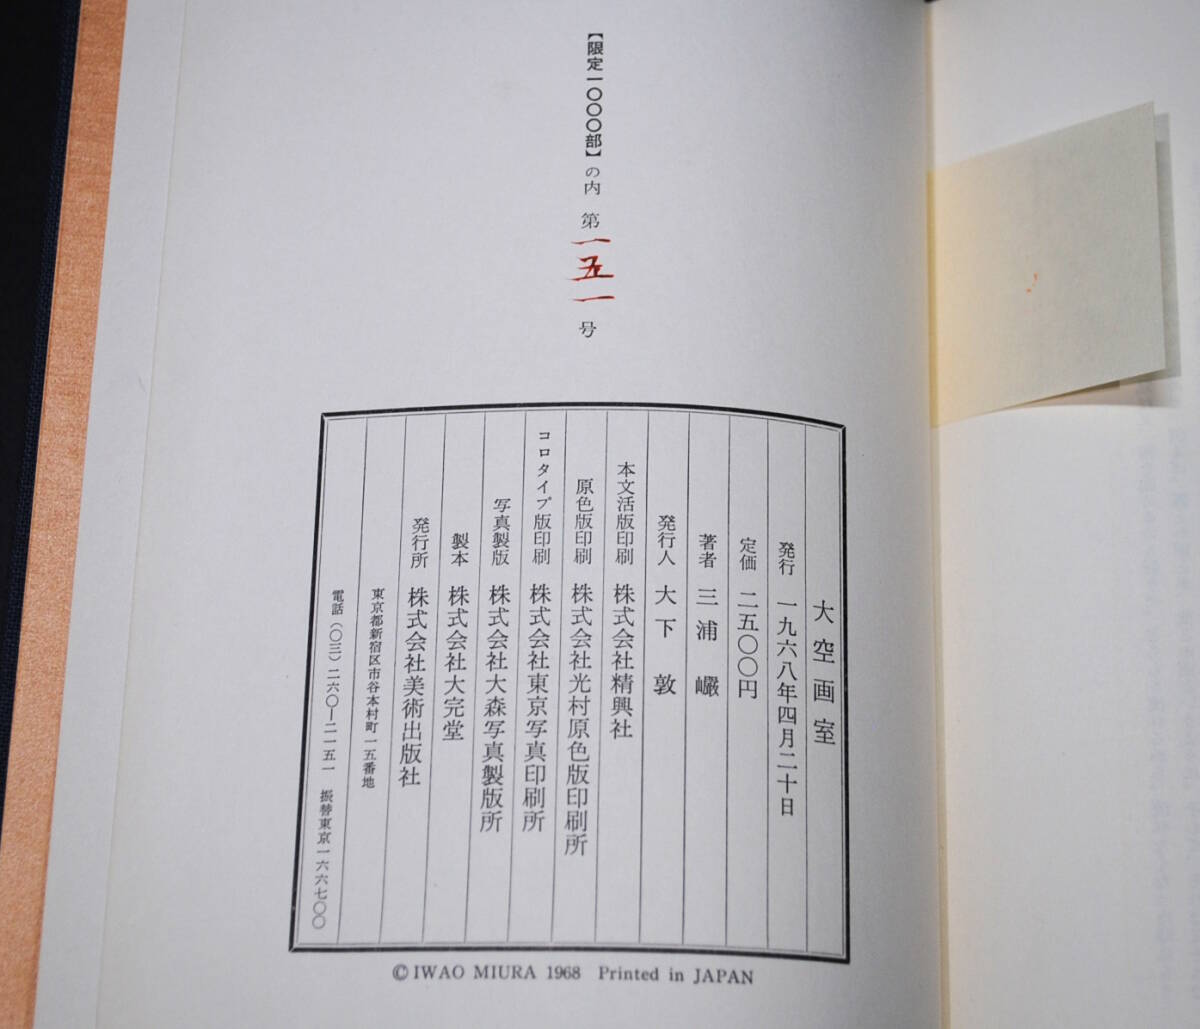 【限定一〇〇〇部】の内 第一五一号
大空画室
発行 一九六八年四月二十日
定価 二五〇〇円
著者 三浦 巖
発行人 大下 敦
本文活版印刷 株式会社精興社
原色版印刷 株式会社光村原色版印刷所
コロタイプ版印刷 株式会社東京写真印刷所
写真製版 株式会社大森写真製版所
製本 株式会社大完堂
発行所 株式会社美術出版社
東京都新宿区市谷本村町一五番地
電話(〇三)二六〇―二一五一 振替東京一六六七〇〇
© IWAO MIURA 1968 Printed in JAPAN